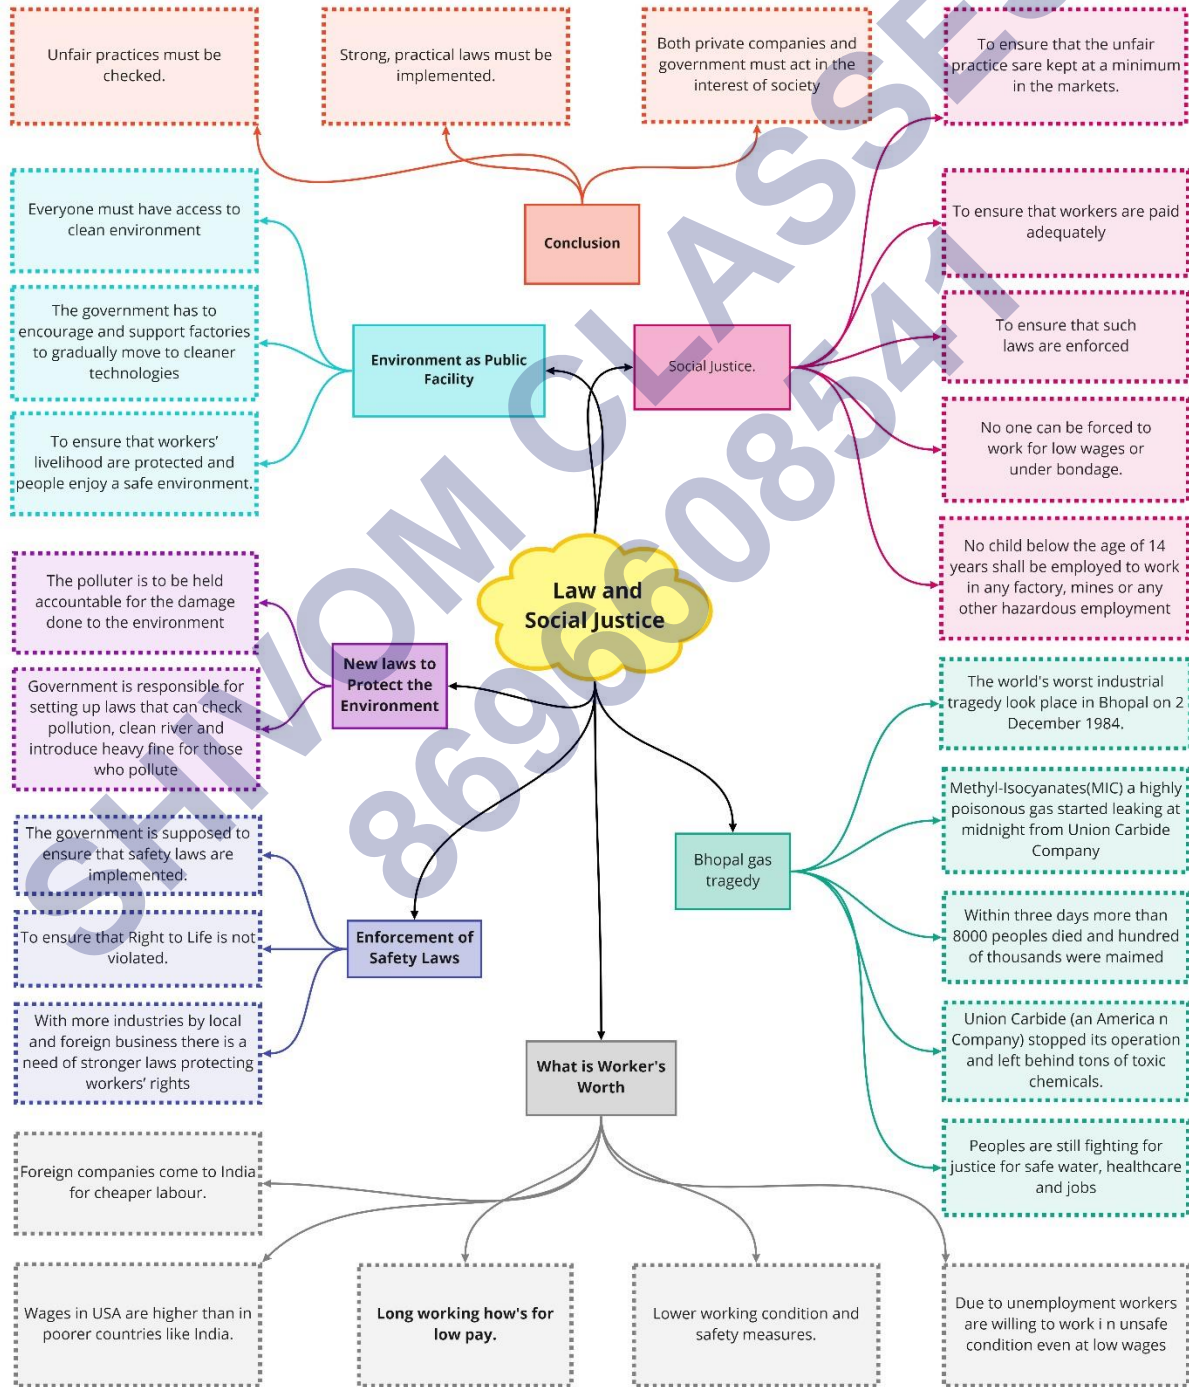 Unfair practices must be
checked.
Strong, practical laws must be
implemented.
Both private companies and
government must act in the
interest of society
To ensure that the unfair
practice sare kept at a minimum
in the markets.
Conclusion
Everyone must have access to
clean environment
The government has to
encourage and support factories
to gradually move to cleaner
technologies
To ensure that workers’
livelihood are protected and
people enjoy a safe environment.
Environment as Public
Facility
Social Justice.
To ensure that workers are paid
adequately
To ensure that such
laws are enforced
No one can be forced to
work for low wages or
under bondage.
No child below the age of 14
years shall be employed to work
in any factory, mines or any
other hazardous employment
Law and
Social Justice
The polluter is to be held
accountable for the damage
done to the environment
Government is responsible for
setting up laws that can check
pollution, clean river and
introduce heavy fine for those
who pollute
New laws to
Protect the
Environment
The government is supposed to
ensure that safety laws are
implemented.
To ensure that Right to Life is not
violated.
With more industries by local
and foreign business there is a
need of stronger laws protecting
workers’ rights
Enforcement of
Safety Laws
Bhopal gas
tragedy
The world's worst industrial
tragedy look place in Bhopal on 2
December 1984.
Methyl-Isocyanates(MIC) a highly
poisonous gas started leaking at
midnight from Union Carbide
Company
Within three days more than
8000 peoples died and hundred
of thousands were maimed
Union Carbide (an America n
Company) stopped its operation
and left behind tons of toxic
chemicals.
Peoples are still fighting for
justice for safe water, healthcare
and jobs
What is Worker's
Worth
Foreign companies come to India
for cheaper labour.
Wages in USA are higher than in
poorer countries like India.
Long working how's for
low pay.
Lower working condition and
safety measures.
Due to unemployment workers
are willing to work i n unsafe
condition even at low wages
SHIVOM CLASSES
8696608541